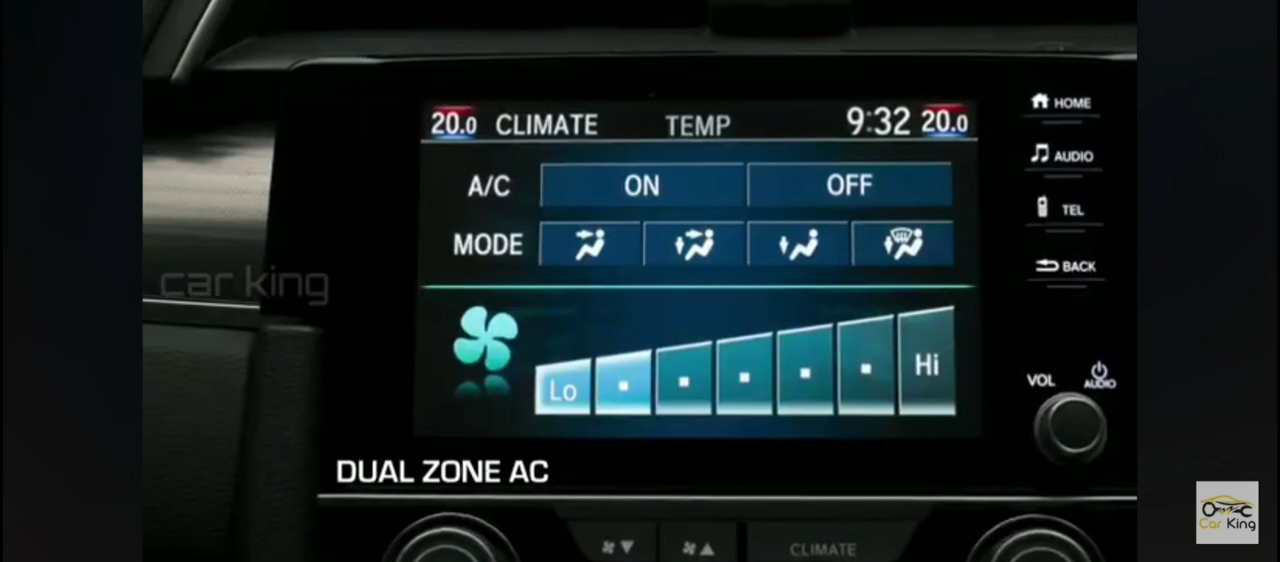 20.0 CLIMATE TEMP 9:32 20.0
A/C ON OFF
MODE
Lo Hi
HOME
AUDIO
TEL
BACK
VOL AUDIO
car king
DUAL ZONE AC
CLIMATE
Car King